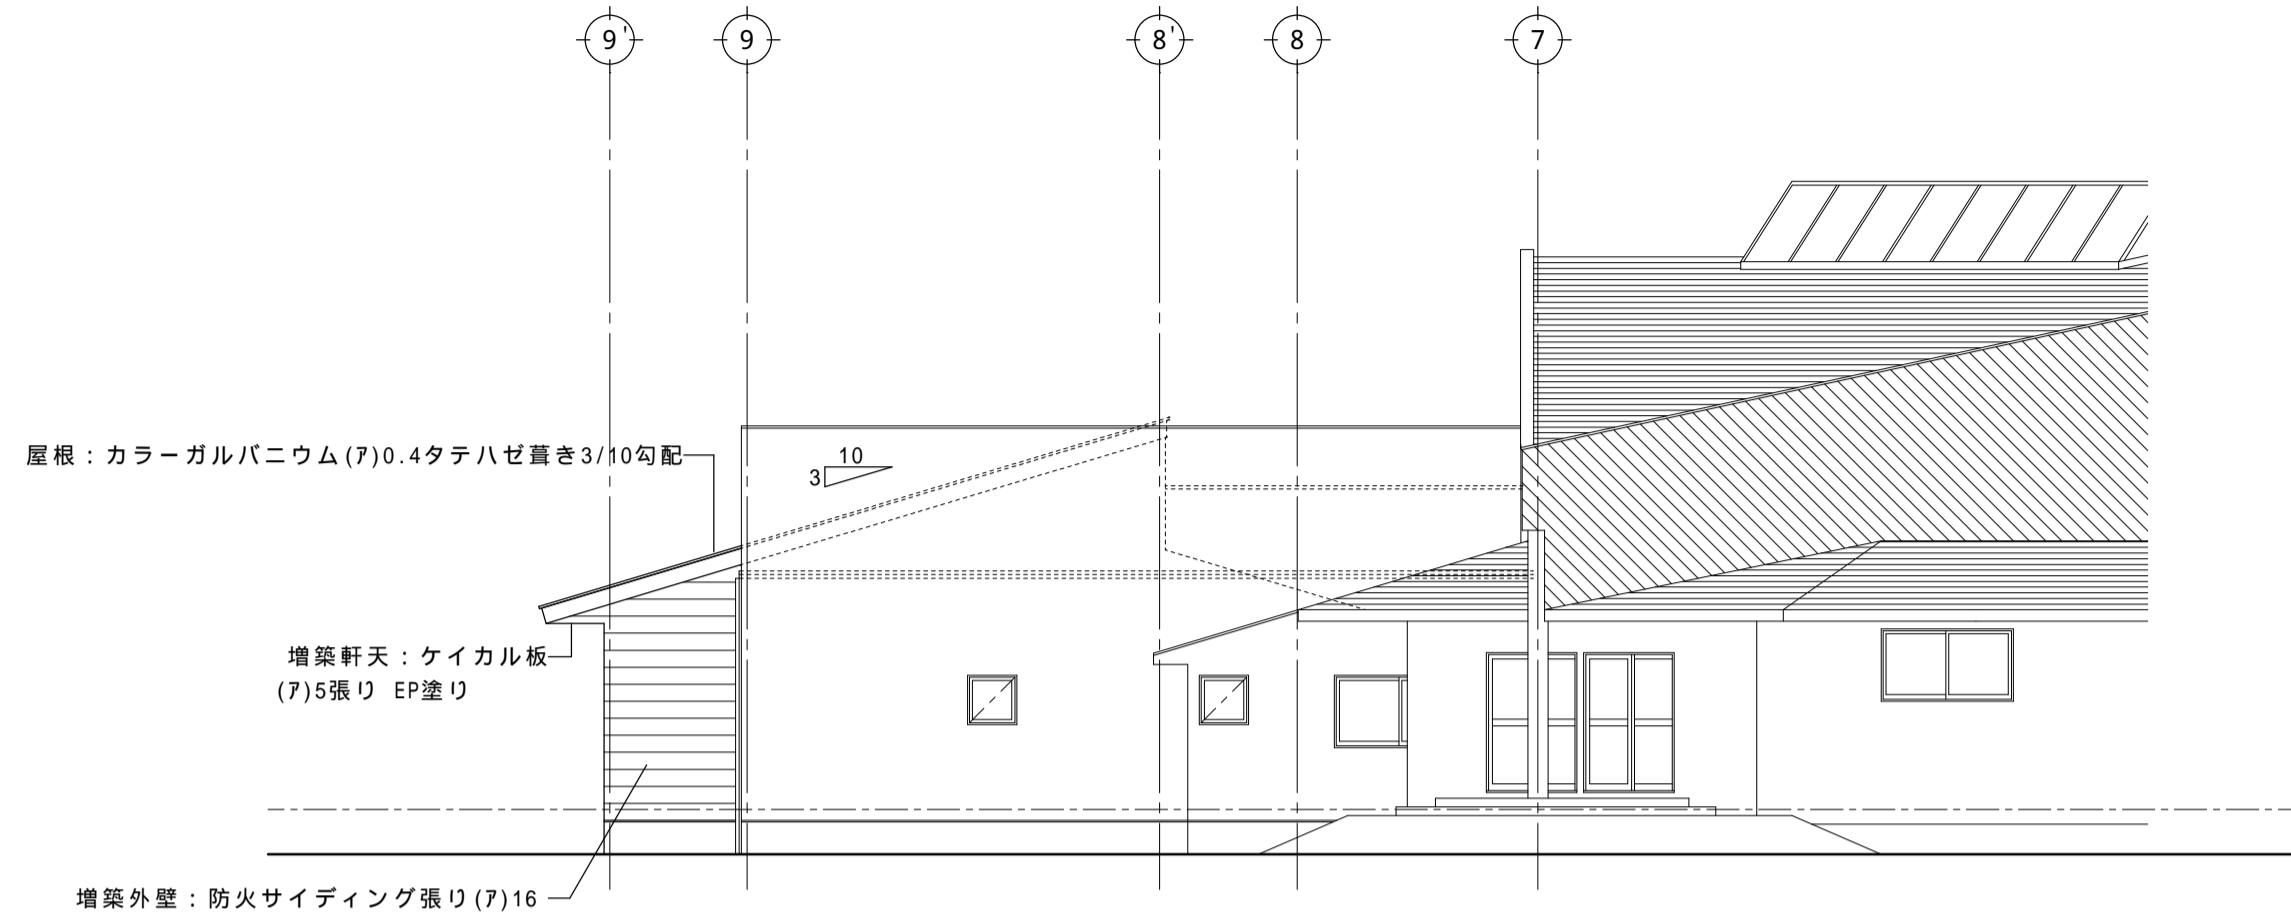 9'
9
8'
8
7
屋根：カラーガルバニウム(ｱ)0.4タテハゼ葺き3/10勾配
10
3
増築軒天：ケイカル板
(ｱ)5張り EP塗り
増築外壁：防火サイディング張り(ｱ)16